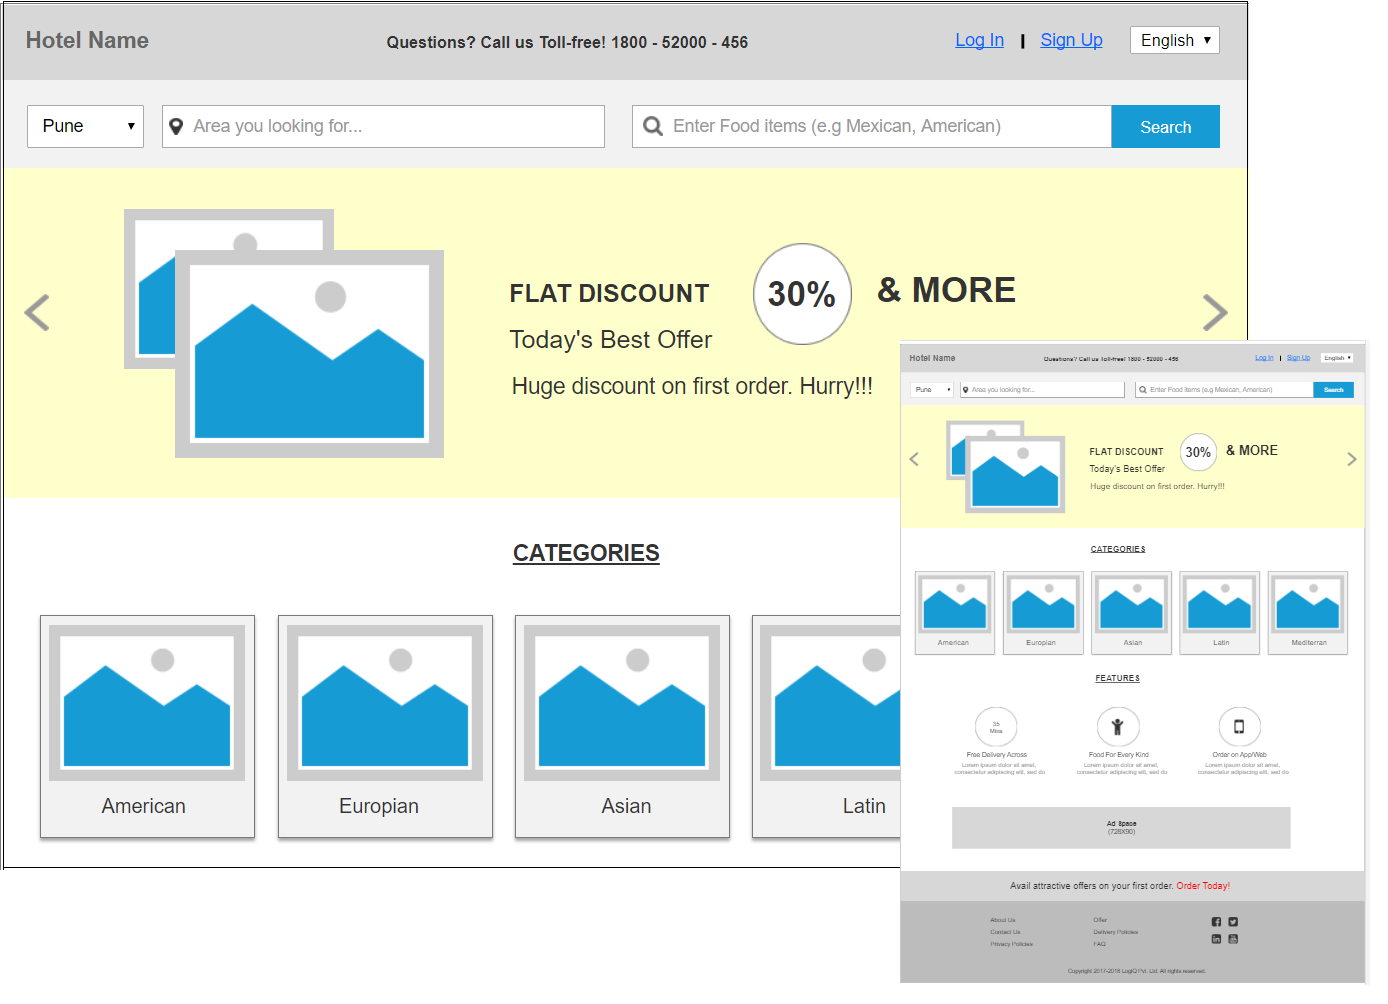 Hotel Name
Questions? Call us Toll-free! 1800 - 52000 - 456
Log In | Sign Up
English
Pune
Area you looking for...
Enter Food items (e.g Mexican, American)
Search
FLAT DISCOUNT
30%
& MORE
Today's Best Offer
Huge discount on first order. Hurry!!!
CATEGORIES
American
Europian
Asian
Latin
Hotel Name
Questions? Call us Toll-free! 1800 - 52000 - 456
Log In | Sign Up
English
Pune
Area you looking for...
Enter Food items (e.g Mexican, American)
Search
FLAT DISCOUNT
30%
& MORE
Today's Best Offer
Huge discount on first order. Hurry!!!
CATEGORIES
American
Europian
Asian
Latin
Mediterran
FEATURES
35
Mins
Free Delivery Across
Lorem ipsum dolor sit amet,
consectetur adipiscing elit, sed do
Food For Every Kind
Lorem ipsum dolor sit amet,
consectetur adipiscing elit, sed do
Order on App/Web
Lorem ipsum dolor sit amet,
consectetur adipiscing elit, sed do
Ad Space
(728X90)
Avail attractive offers on your first order. Order Today!
About Us
Contact Us
Privacy Policies
Offer
Delivery Policies
FAQ
Copyright 2017-2018 LogIQ Pvt. Ltd. All rights reserved.